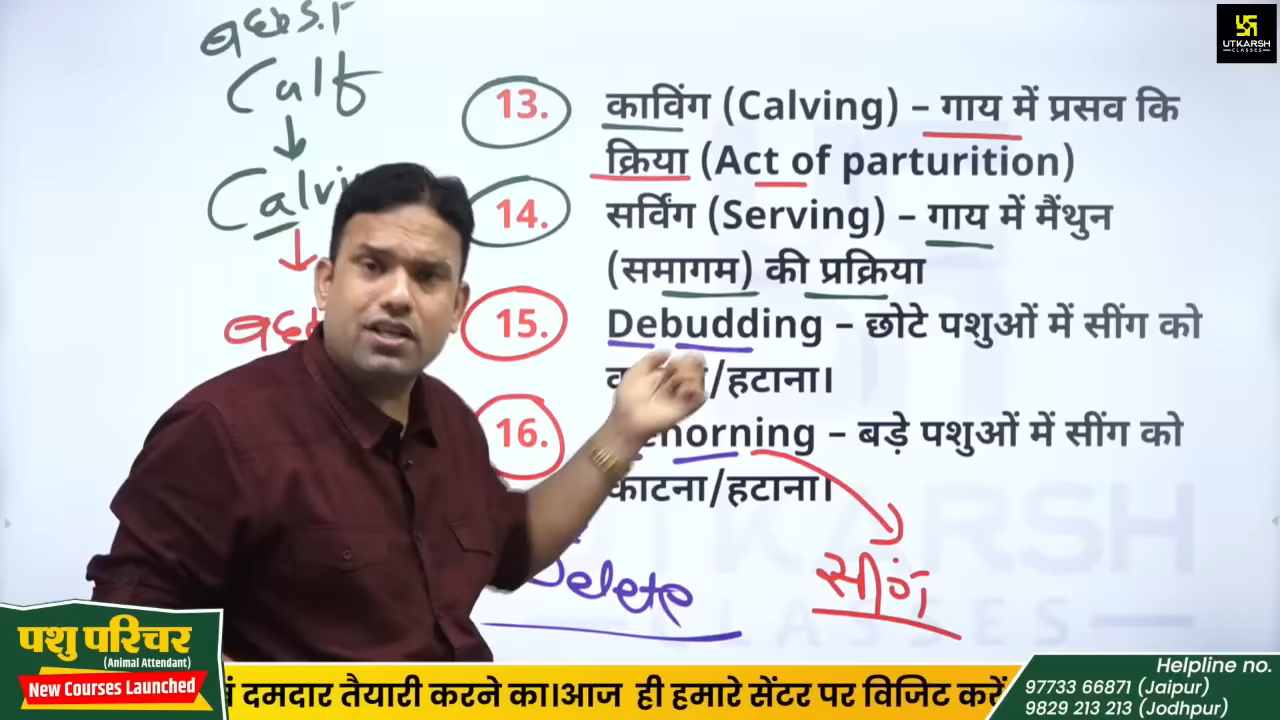 Calf
UTKARSH
CLASSES
13. काविंग (Calving) – गाय में प्रसव कि
क्रिया (Act of parturition)
14. सर्विंग (Serving) – गाय में मैंथुन
(समागम) की प्रक्रिया
15. Debudding – छोटे पशुओं में सींग को
/हटाना।
16. – बड़े पशुओं में सींग को
काटना/हटाना।
Delete
सींग
UTKARSH
CLASSES
पशु परिचर
(Animal Attendant)
New Courses Launched
दमदार तैयारी करने का।आज ही हमारे सेंटर पर विजिट करें
Helpline no.
97733 66871 (Jaipur)
9829 213 213 (Jodhpur)